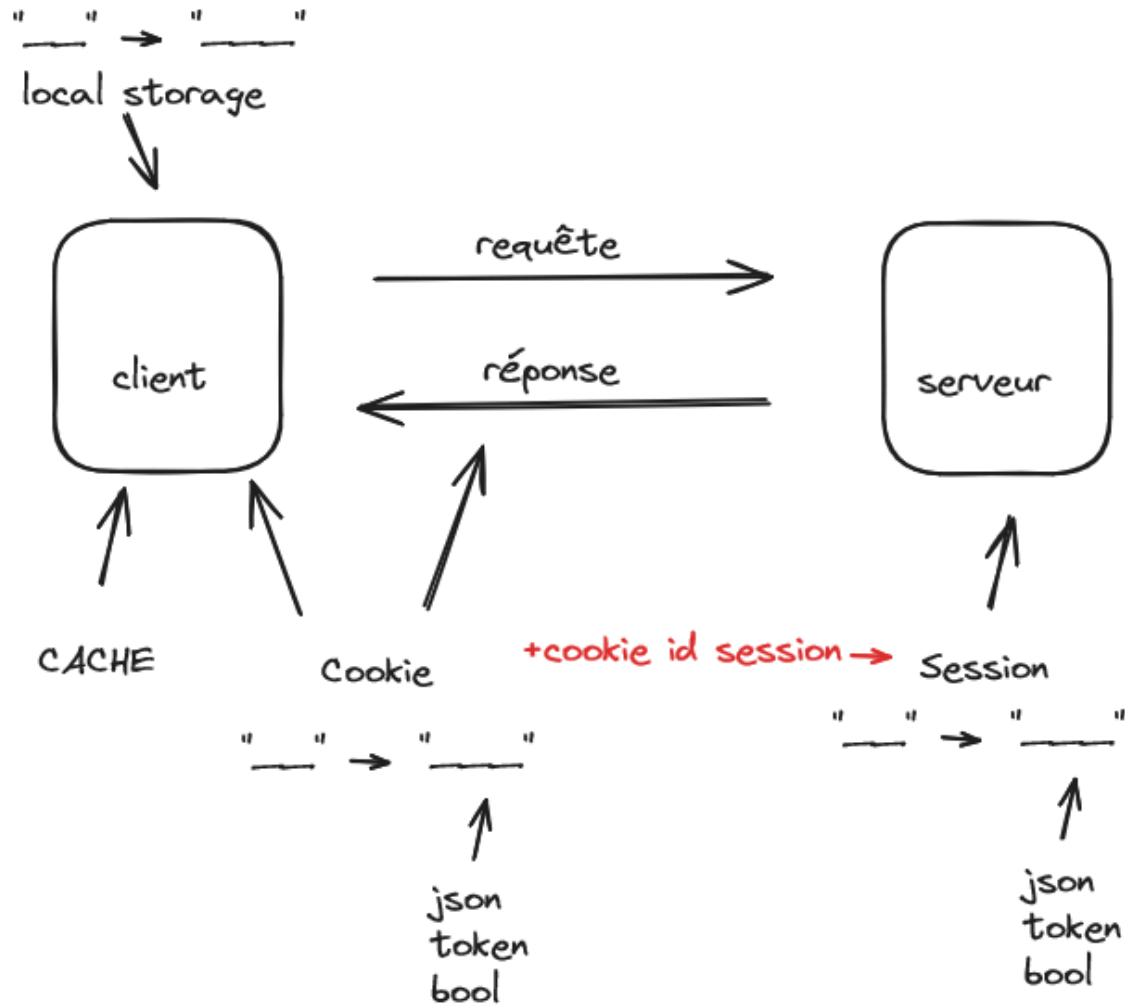 "__" → "___"
local storage
requête
client
réponse
serveur
CACHE
Cookie
+cookie id session →
Session
"__" → "___"
"__" → "___"
json
token
bool
json
token
bool